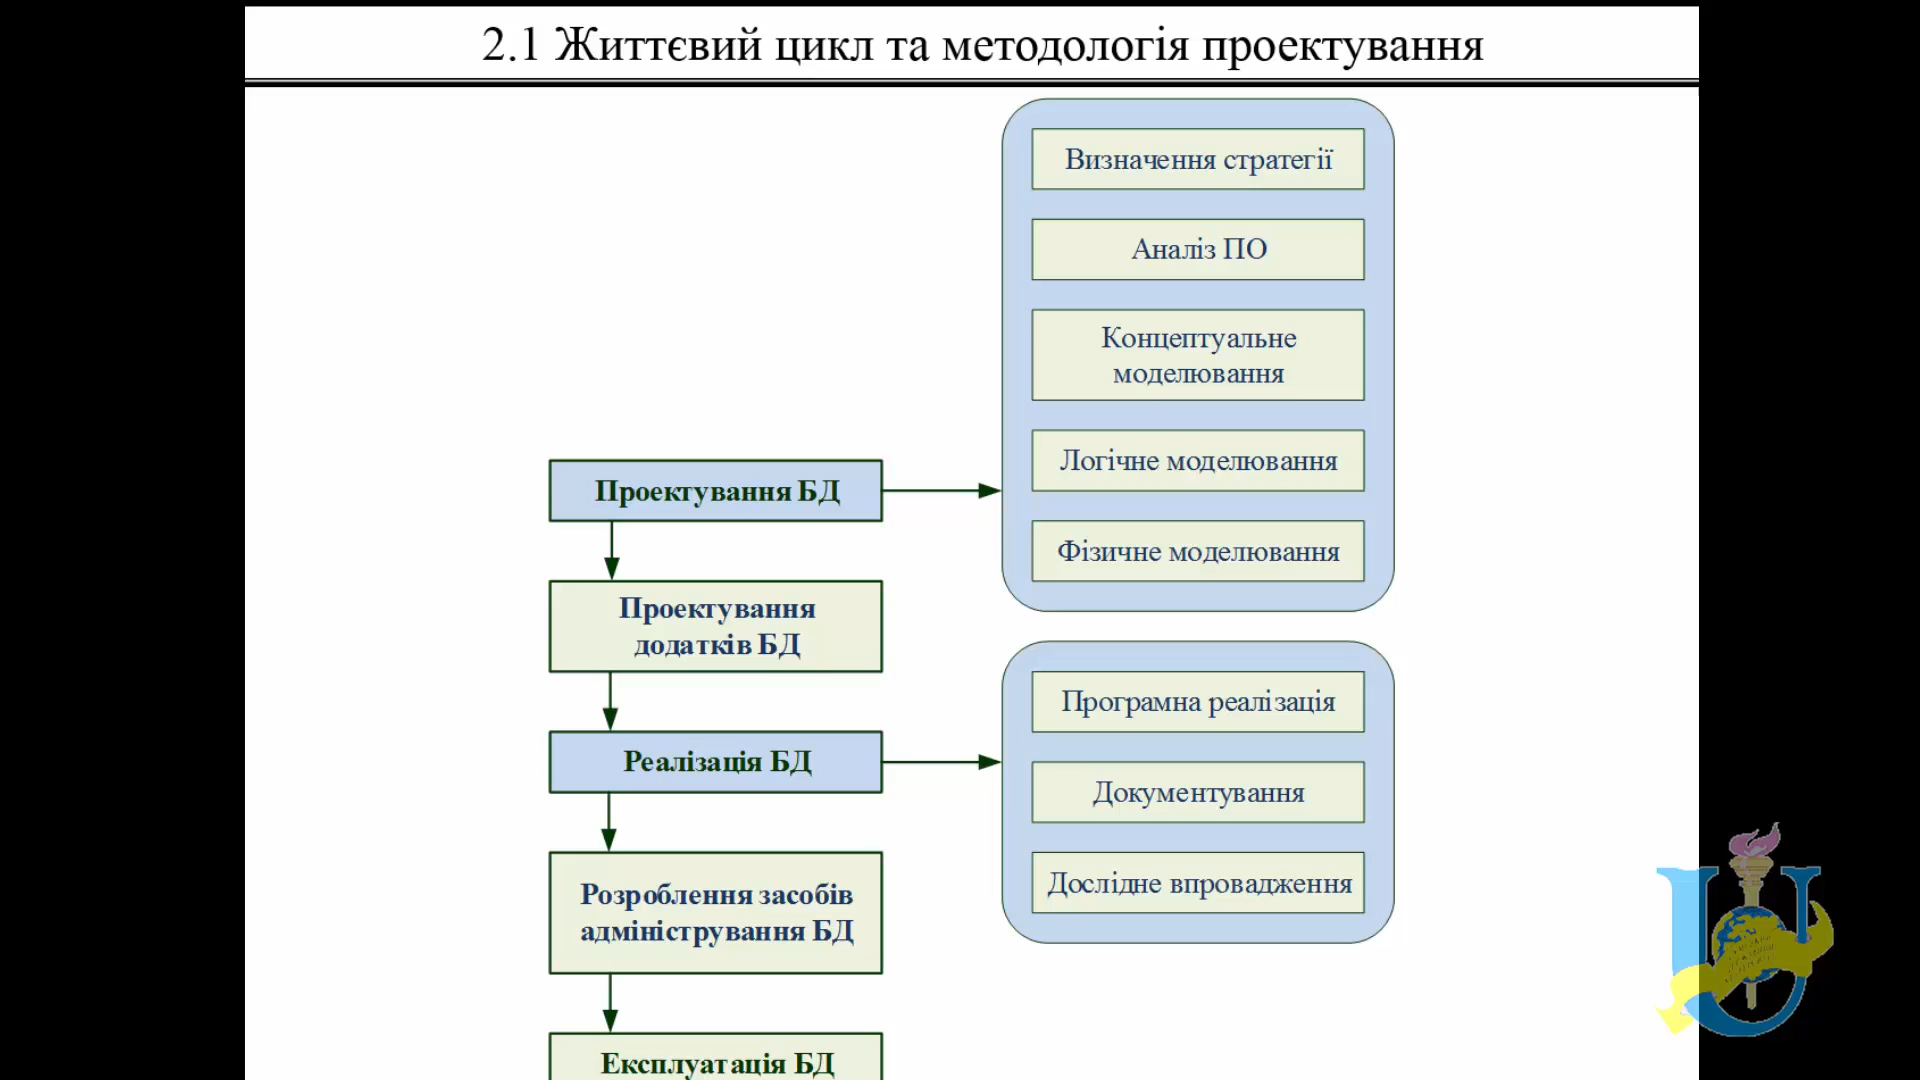 2.1 Життєвий цикл та методологія проектування
Визначення стратегії
Аналіз ПО
Концептуальне
моделювання
Логічне моделювання
Фізичне моделювання
Проектування БД
Проектування
додатків БД
Реалізація БД
Розроблення засобів
адміністрування БД
Експлуатація БД
Програмна реалізація
Документування
Дослідне впровадження